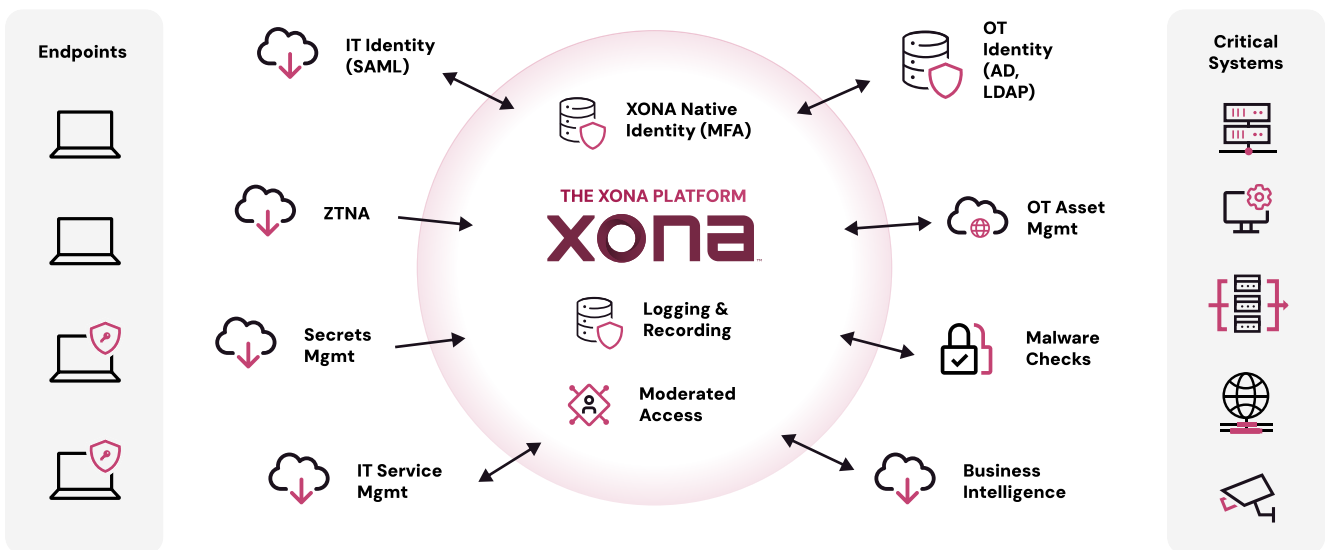 Endpoints
IT Identity
(SAML)
ZTNA
Secrets
Mgmt
IT Service
Mgmt
XONA Native
Identity (MFA)
THE XONA PLATFORM
xona™
Logging &
Recording
Moderated
Access
OT
Identity
(AD,
LDAP)
OT Asset
Mgmt
Malware
Checks
Business
Intelligence
Critical
Systems